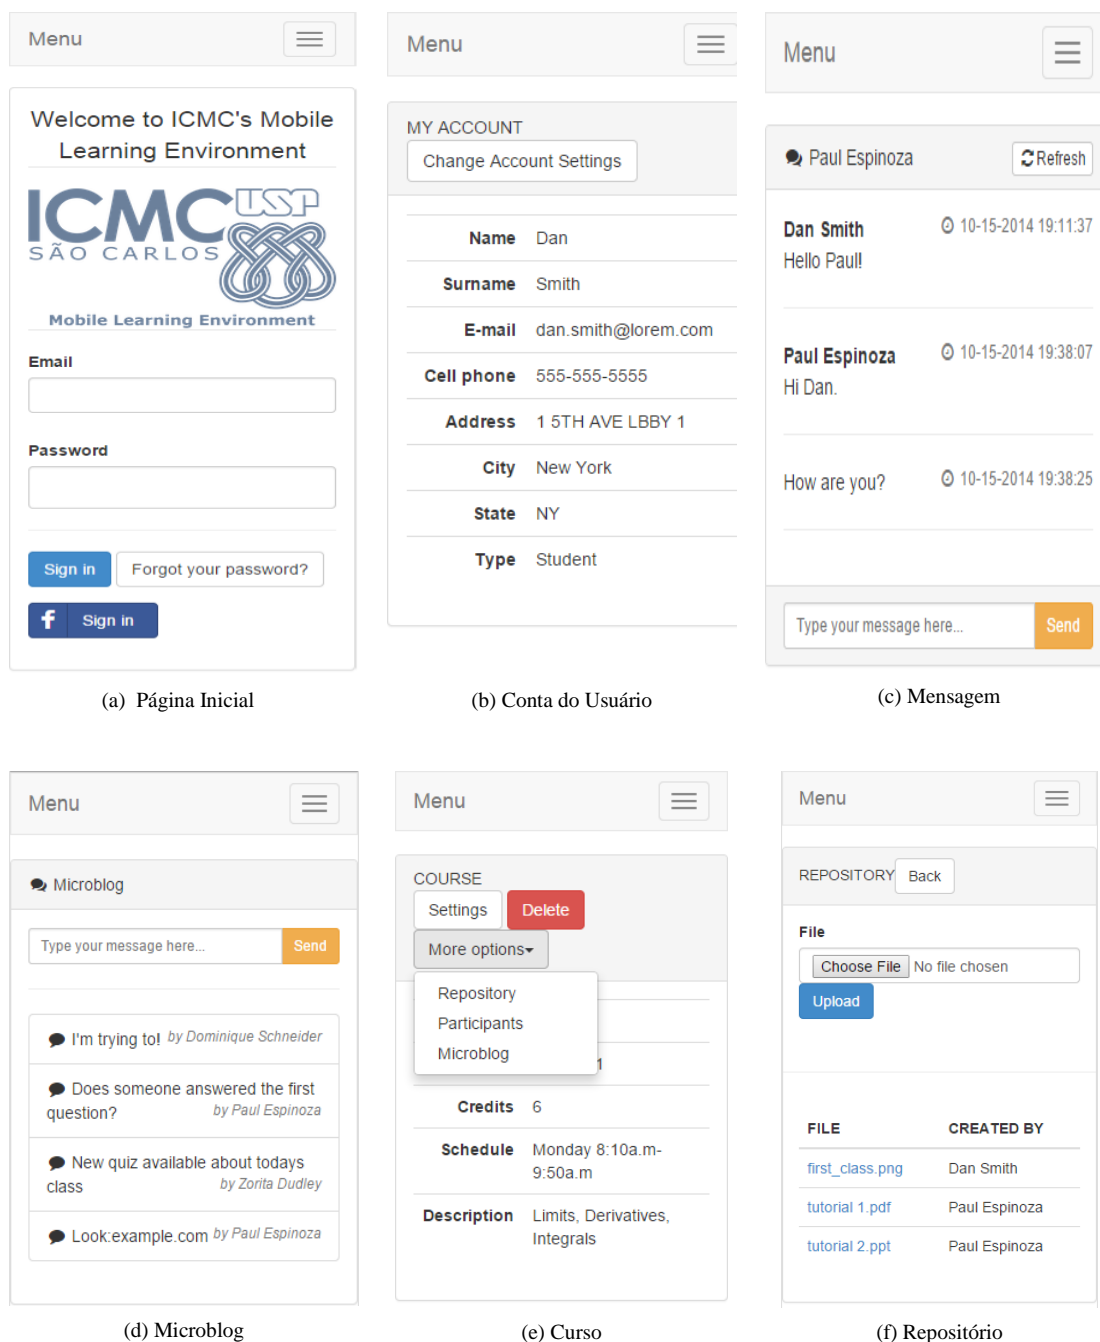 Menu
Welcome to ICMC's Mobile
Learning Environment
ICMC USP
SÃO CARLOS
Mobile Learning Environment
Email
Password
Sign in
Forgot your password?
f Sign in
(a) Página Inicial
Menu
MY ACCOUNT
Change Account Settings
Name Dan
Surname Smith
E-mail dan.smith@lorem.com
Cell phone 555-555-5555
Address 1 5TH AVE LBBY 1
City New York
State NY
Type Student
(b) Conta do Usuário
Menu
Paul Espinoza Refresh
Dan Smith 10-15-2014 19:11:37
Hello Paul!
Paul Espinoza 10-15-2014 19:38:07
Hi Dan.
How are you? 10-15-2014 19:38:25
Type your message here... Send
(c) Mensagem
Menu
Microblog
Type your message here... Send
I'm trying to! by Dominique Schneider
Does someone answered the first
question? by Paul Espinoza
New quiz available about todays
class by Zorita Dudley
Look:example.com by Paul Espinoza
(d) Microblog
Menu
COURSE
Settings Delete
More options
Repository
Participants
Microblog
1
Credits 6
Schedule Monday 8:10a.m-
9:50a.m
Description Limits, Derivatives,
Integrals
(e) Curso
Menu
REPOSITORY Back
File
Choose File No file chosen
Upload
FILE CREATED BY
first_class.png Dan Smith
tutorial 1.pdf Paul Espinoza
tutorial 2.ppt Paul Espinoza
(f) Repositório